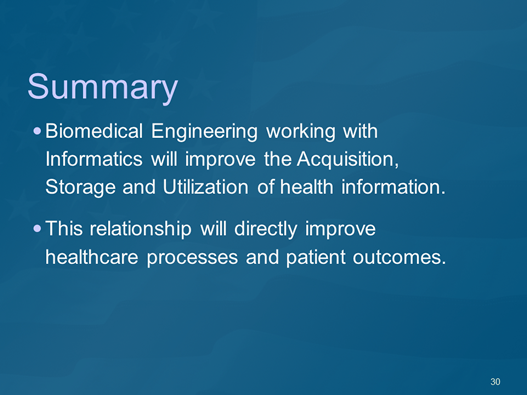 Summary
• Biomedical Engineering working with
Informatics will improve the Acquisition,
Storage and Utilization of health information.
• This relationship will directly improve
healthcare processes and patient outcomes.
30